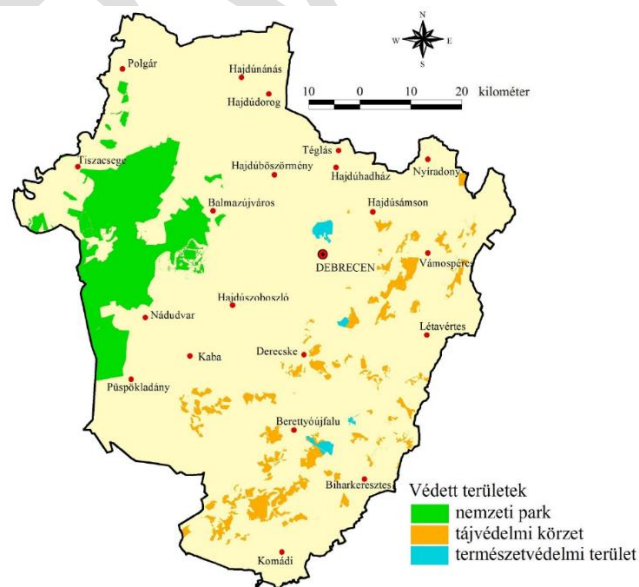 N
W E
S
10 0 10 20 kilométer
Polgár
Hajdúnánás
Hajdúdorog
Téglás
Tiszacsege
Hajdúböszörmény
Hajdúhadház
Nyíradony
Balmazújváros
Hajdúsámson
DEBRECEN
Vámospércs
Hajdúszoboszló
Nádudvar
Létavértes
Kaba
Derecske
Püspökladány
Berettyóújfalu
Biharkeresztes
Komádi
Védett területek
nemzeti park
tájvédelmi körzet
természetvédelmi terület